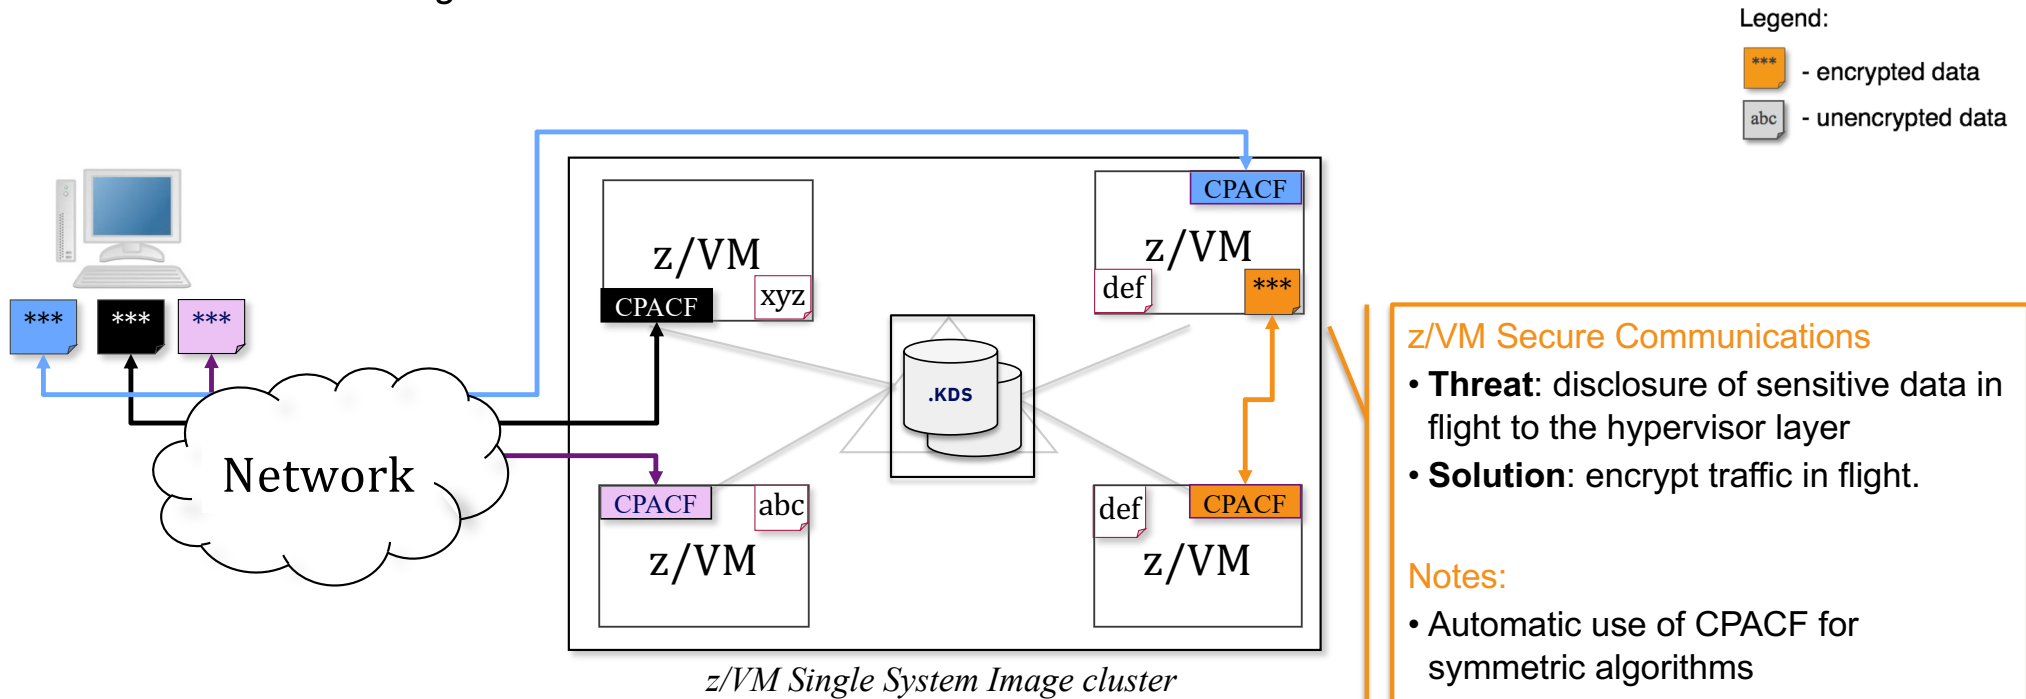 g
Legend:
*** - encrypted data
abc - unencrypted data
CPACF
z/VM
z/VM
def
***
xyz
CPACF
*** *** ***
.KDS
Network
CPACF
abc
def
CPACF
z/VM
z/VM
z/VM Single System Image cluster
z/VM Secure Communications
• Threat: disclosure of sensitive data in
flight to the hypervisor layer
• Solution: encrypt traffic in flight.
Notes:
• Automatic use of CPACF for
symmetric algorithms